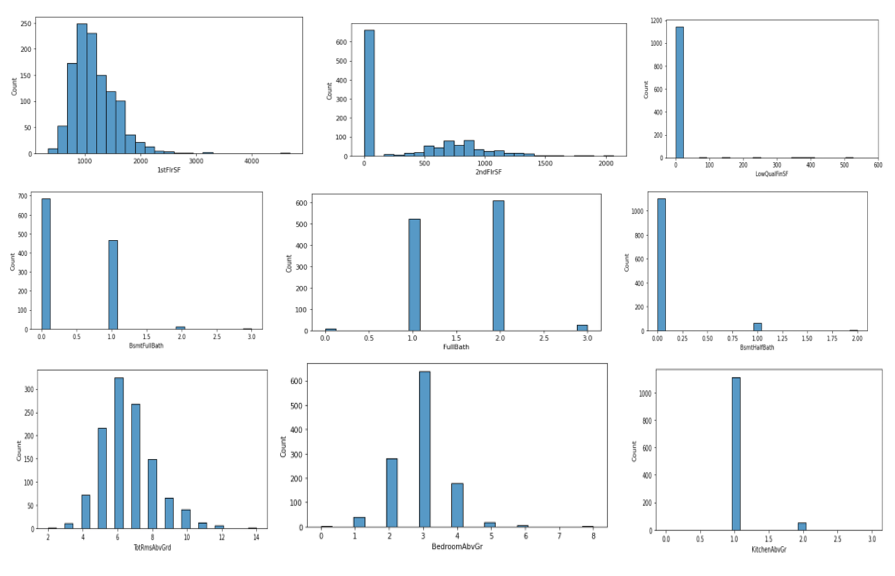 250
200
150
100
50
0
Count
1000 2000 3000 4000
1stFlrSF
600
500
400
300
200
100
0
Count
0 500 1000 1500 2000
2ndFlrSF
1200
1000
800
600
400
200
0
Count
0 100 200 300 400 500 600
LowQualFinSF
700
600
500
400
300
200
100
0
Count
0.0 0.5 1.0 1.5 2.0 2.5 3.0
BsmtFullBath
600
500
400
300
200
100
0
Count
0.0 0.5 1.0 1.5 2.0 2.5 3.0
FullBath
1000
800
600
400
200
0
Count
0.00 0.25 0.50 0.75 1.00 1.25 1.50 1.75 2.00
BsmtHalfBath
300
250
200
150
100
50
0
Count
2 4 6 8 10 12 14
TotRmsAbvGrd
600
500
400
300
200
100
0
Count
0 1 2 3 4 5 6 7 8
BedroomAbvGr
1000
800
600
400
200
0
Count
0.0 0.5 1.0 1.5 2.0 2.5 3.0
KitchenAbvGr